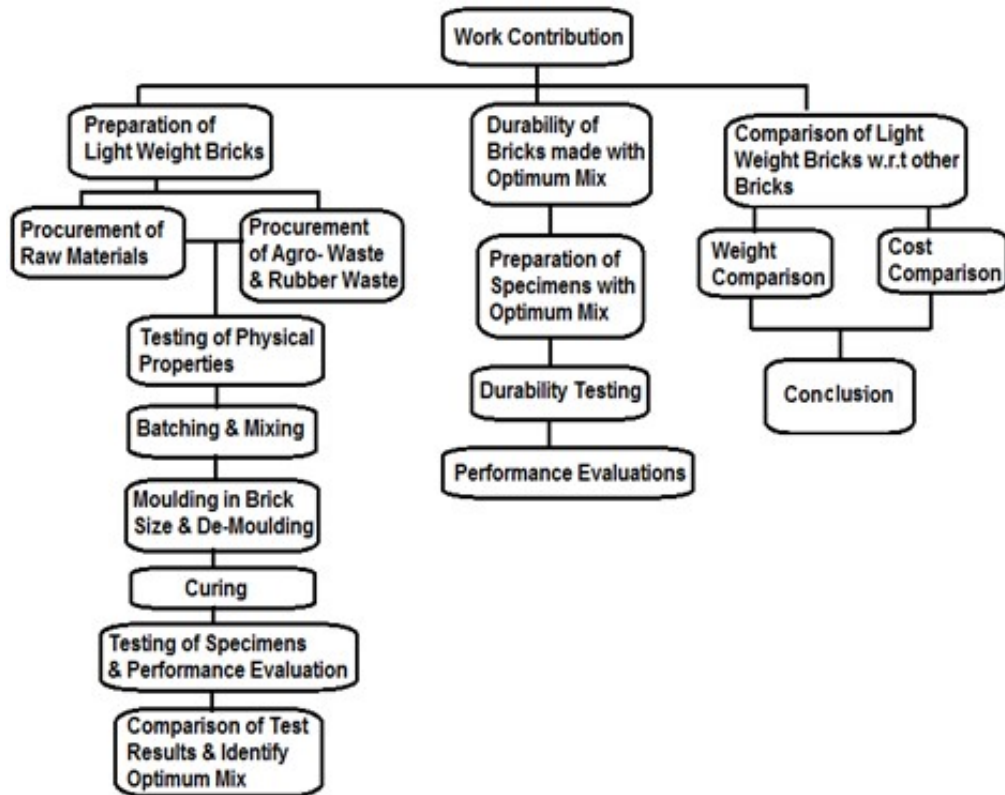 Work Contribution
Preparation of
Light Weight Bricks
Procurement of
Raw Materials
Procurement
of Agro- Waste
& Rubber Waste
Testing of Physical
Properties
Batching & Mixing
Moulding in Brick
Size & De-Moulding
Curing
Testing of Specimens
& Performance Evaluation
Comparison of Test
Results & Identify
Optimum Mix
Durability of
Bricks made with
Optimum Mix
Preparation of
Specimens with
Optimum Mix
Durability Testing
Performance Evaluations
Comparison of Light
Weight Bricks w.r.t other
Bricks
Weight
Comparison
Cost
Comparison
Conclusion